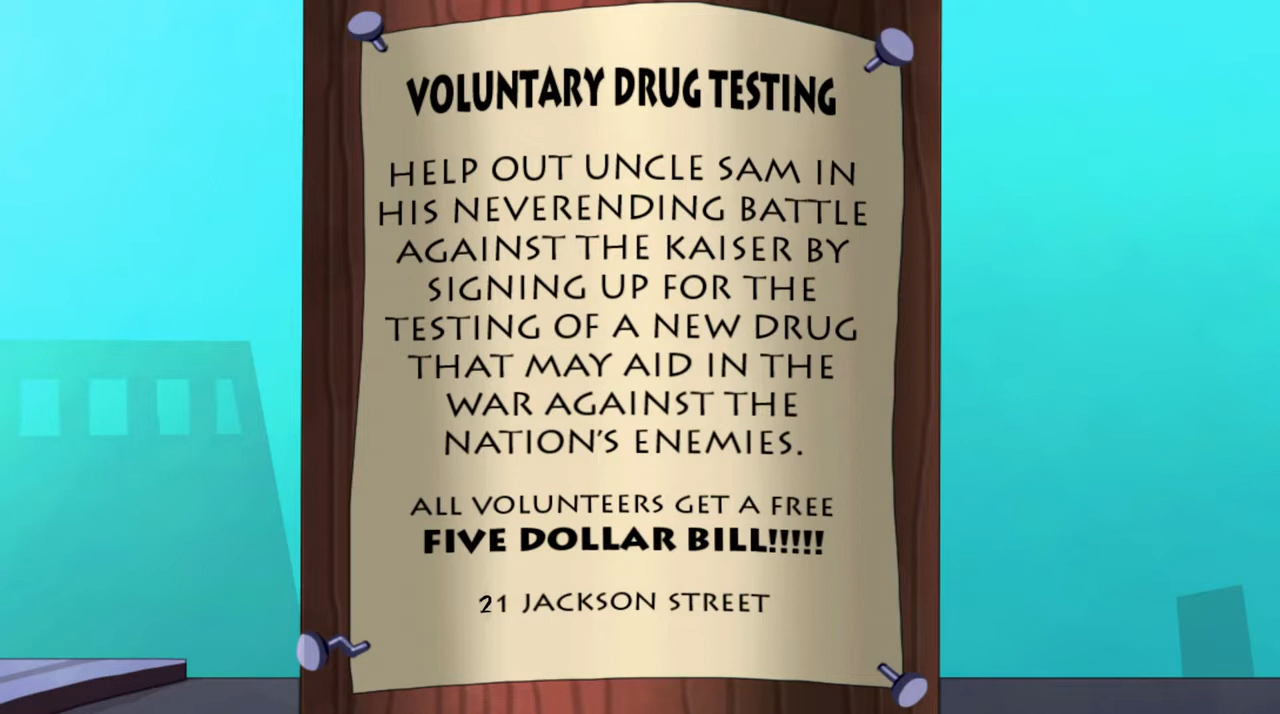 VOLUNTARY DRUG TESTING
HELP OUT UNCLE SAM IN
HIS NEVERENDING BATTLE
AGAINST THE KAISER BY
SIGNING UP FOR THE
TESTING OF A NEW DRUG
THAT MAY AID IN THE
WAR AGAINST THE
NATION'S ENEMIES.
ALL VOLUNTEERS GET A FREE
FIVE DOLLAR BILL!!!!!
21 JACKSON STREET